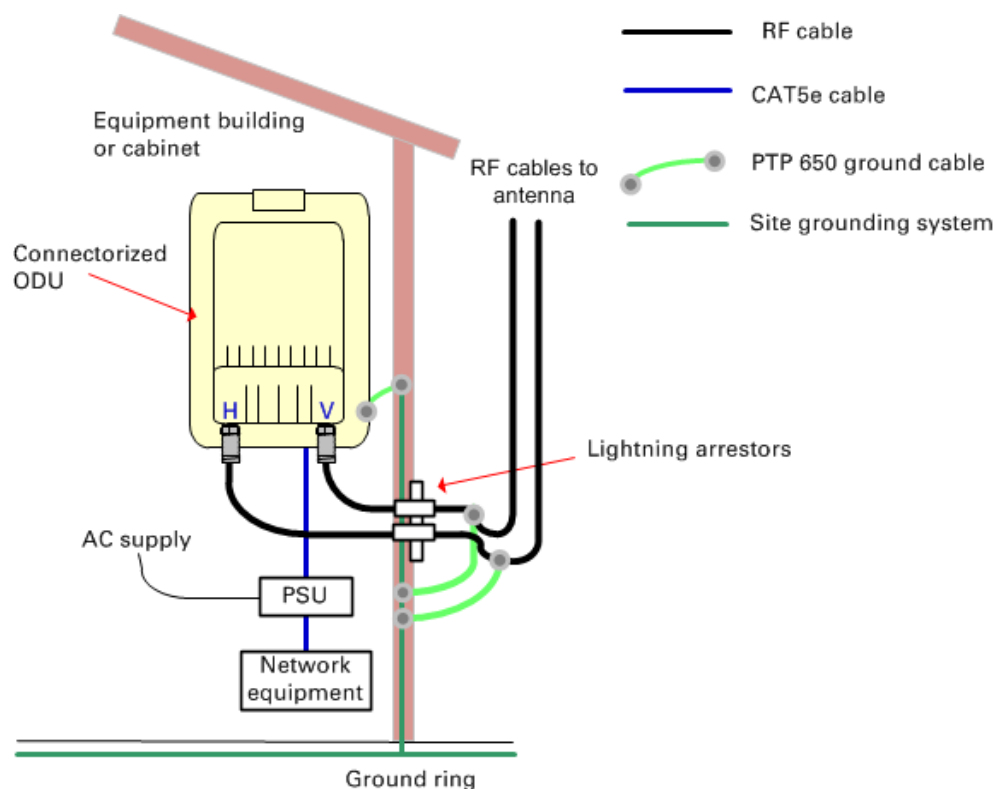 RF cable
CAT5e cable
PTP 650 ground cable
Site grounding system
Equipment building
or cabinet
RF cables to
antenna
Connectorized
ODU
H
V
Lightning arrestors
AC supply
PSU
Network
equipment
Ground ring